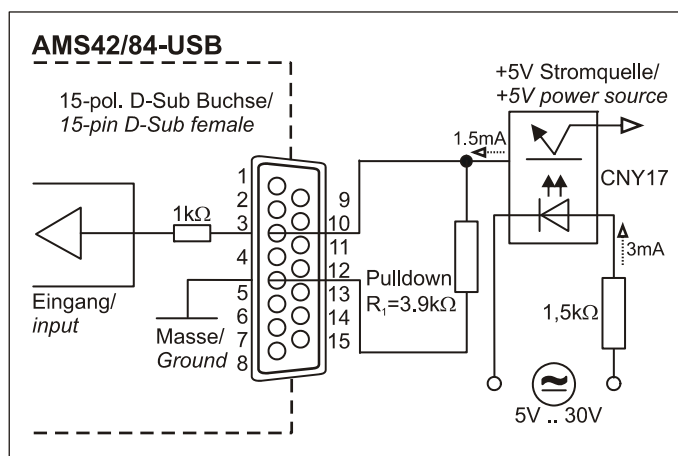 AMS42/84-USB
15-pol. D-Sub Buchse/
15-pin D-Sub female
+5V Stromquelle/
+5V power source
1.5mA
CNY17
1
2
3
4
5
6
7
8
9
10
11
12
13
14
15
1kΩ
Eingang/
input
Masse/
Ground
Pulldown
R₁=3.9kΩ
3mA
1,5kΩ
5V .. 30V